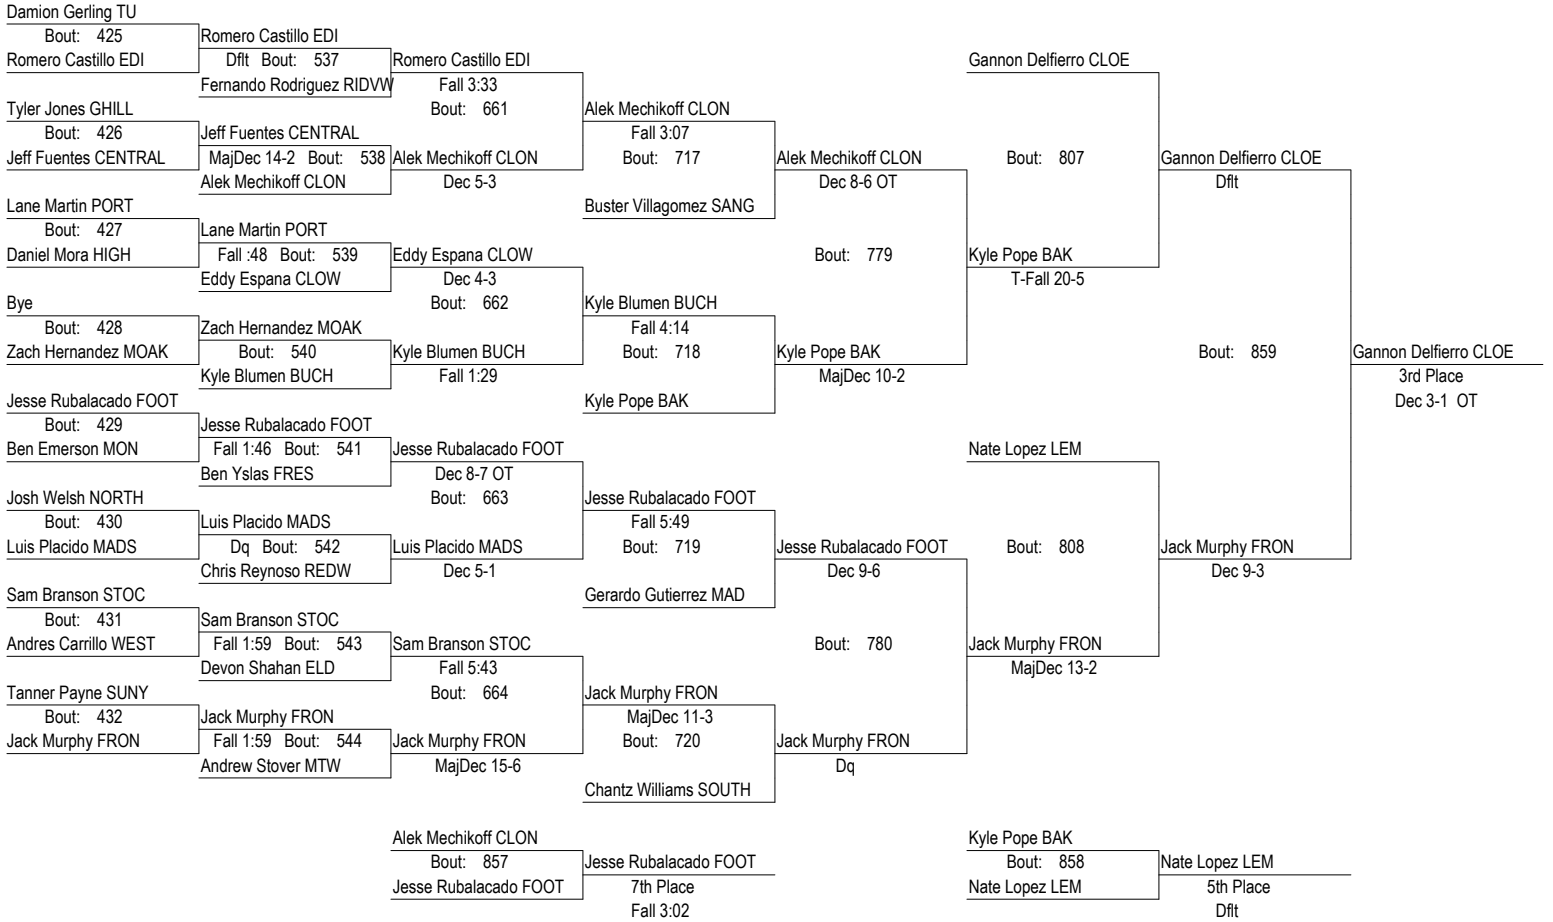 Damion Gerling TU
Bout: 425 Romero Castillo EDI
Romero Castillo EDI Dflt Bout: 537 Romero Castillo EDI Gannon Delfierro CLOE
Fernando Rodriguez RIDVW Fall 3:33
Tyler Jones GHILL Bout: 661 Alek Mechikoff CLON
Bout: 426 Jeff Fuentes CENTRAL Fall 3:07
Jeff Fuentes CENTRAL MajDec 14-2 Bout: 538 Alek Mechikoff CLON Bout: 717 Alek Mechikoff CLON Bout: 807 Gannon Delfierro CLOE
Alek Mechikoff CLON Dec 5-3 Dec 8-6 OT Dflt
Lane Martin PORT Buster Villagomez SANG
Bout: 427 Lane Martin PORT
Daniel Mora HIGH Fall :48 Bout: 539 Eddy Espana CLOW Bout: 779 Kyle Pope BAK
Eddy Espana CLOW Dec 4-3 T-Fall 20-5
Bye Bout: 662 Kyle Blumen BUCH
Bout: 428 Zach Hernandez MOAK Fall 4:14
Zach Hernandez MOAK Bout: 540 Kyle Blumen BUCH Bout: 718 Kyle Pope BAK Bout: 859 Gannon Delfierro CLOE
Kyle Blumen BUCH Fall 1:29 MajDec 10-2 3rd Place
Jesse Rubalacado FOOT Kyle Pope BAK Dec 3-1 OT
Bout: 429 Jesse Rubalacado FOOT
Ben Emerson MON Fall 1:46 Bout: 541 Jesse Rubalacado FOOT Nate Lopez LEM
Ben Yslas FRES Dec 8-7 OT
Josh Welsh NORTH Bout: 663 Jesse Rubalacado FOOT
Bout: 430 Luis Placido MADS Fall 5:49
Luis Placido MADS Dq Bout: 542 Luis Placido MADS Bout: 719 Jesse Rubalacado FOOT Bout: 808 Jack Murphy FRON
Chris Reynoso REDW Dec 5-1 Dec 9-6 Dec 9-3
Sam Branson STOC Gerardo Gutierrez MAD
Bout: 431 Sam Branson STOC
Andres Carrillo WEST Fall 1:59 Bout: 543 Sam Branson STOC Bout: 780 Jack Murphy FRON
Devon Shahan ELD Fall 5:43 MajDec 13-2
Tanner Payne SUNY Bout: 664 Jack Murphy FRON
Bout: 432 Jack Murphy FRON MajDec 11-3
Jack Murphy FRON Fall 1:59 Bout: 544 Jack Murphy FRON Bout: 720 Jack Murphy FRON
Andrew Stover MTW MajDec 15-6 Dq
Chantz Williams SOUTH
Alek Mechikoff CLON Kyle Pope BAK
Bout: 857 Jesse Rubalacado FOOT Bout: 858 Nate Lopez LEM
Jesse Rubalacado FOOT 7th Place Nate Lopez LEM 5th Place
Fall 3:02 Dflt